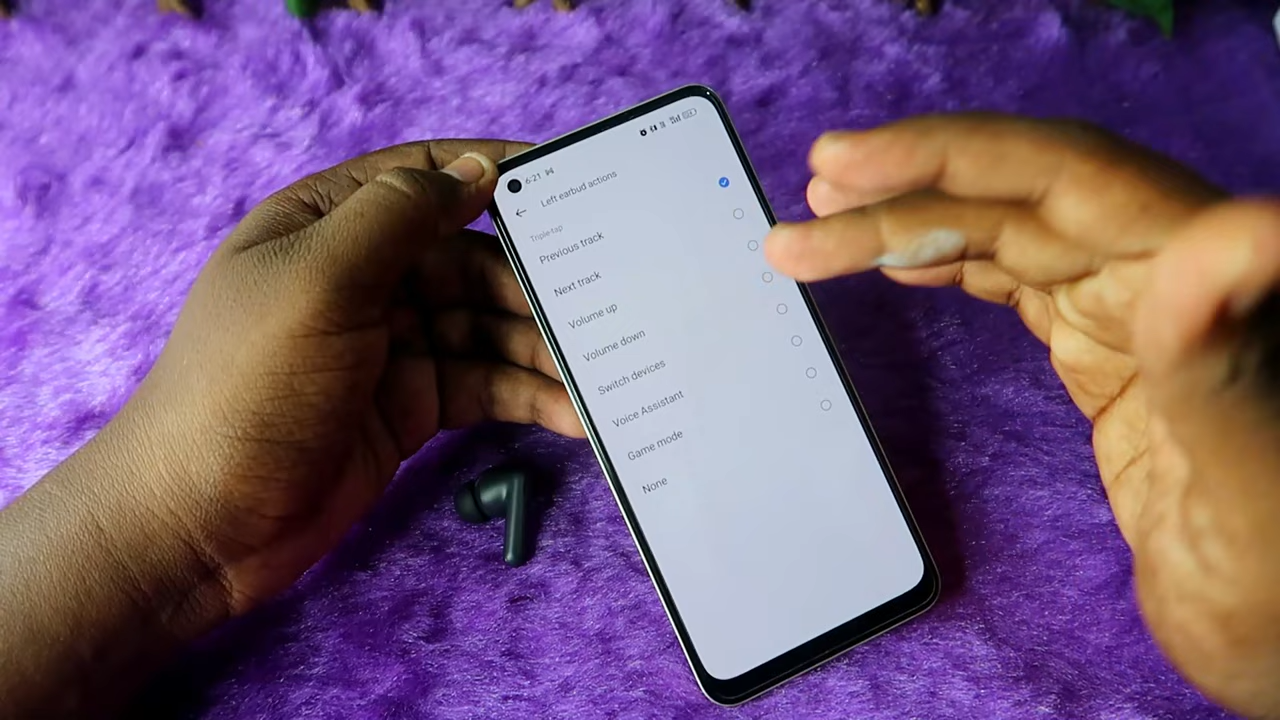 6:21
Left earbud actions
Triple-tap
Previous track
Next track
Volume up
Volume down
Switch devices
Voice Assistant
Game mode
None